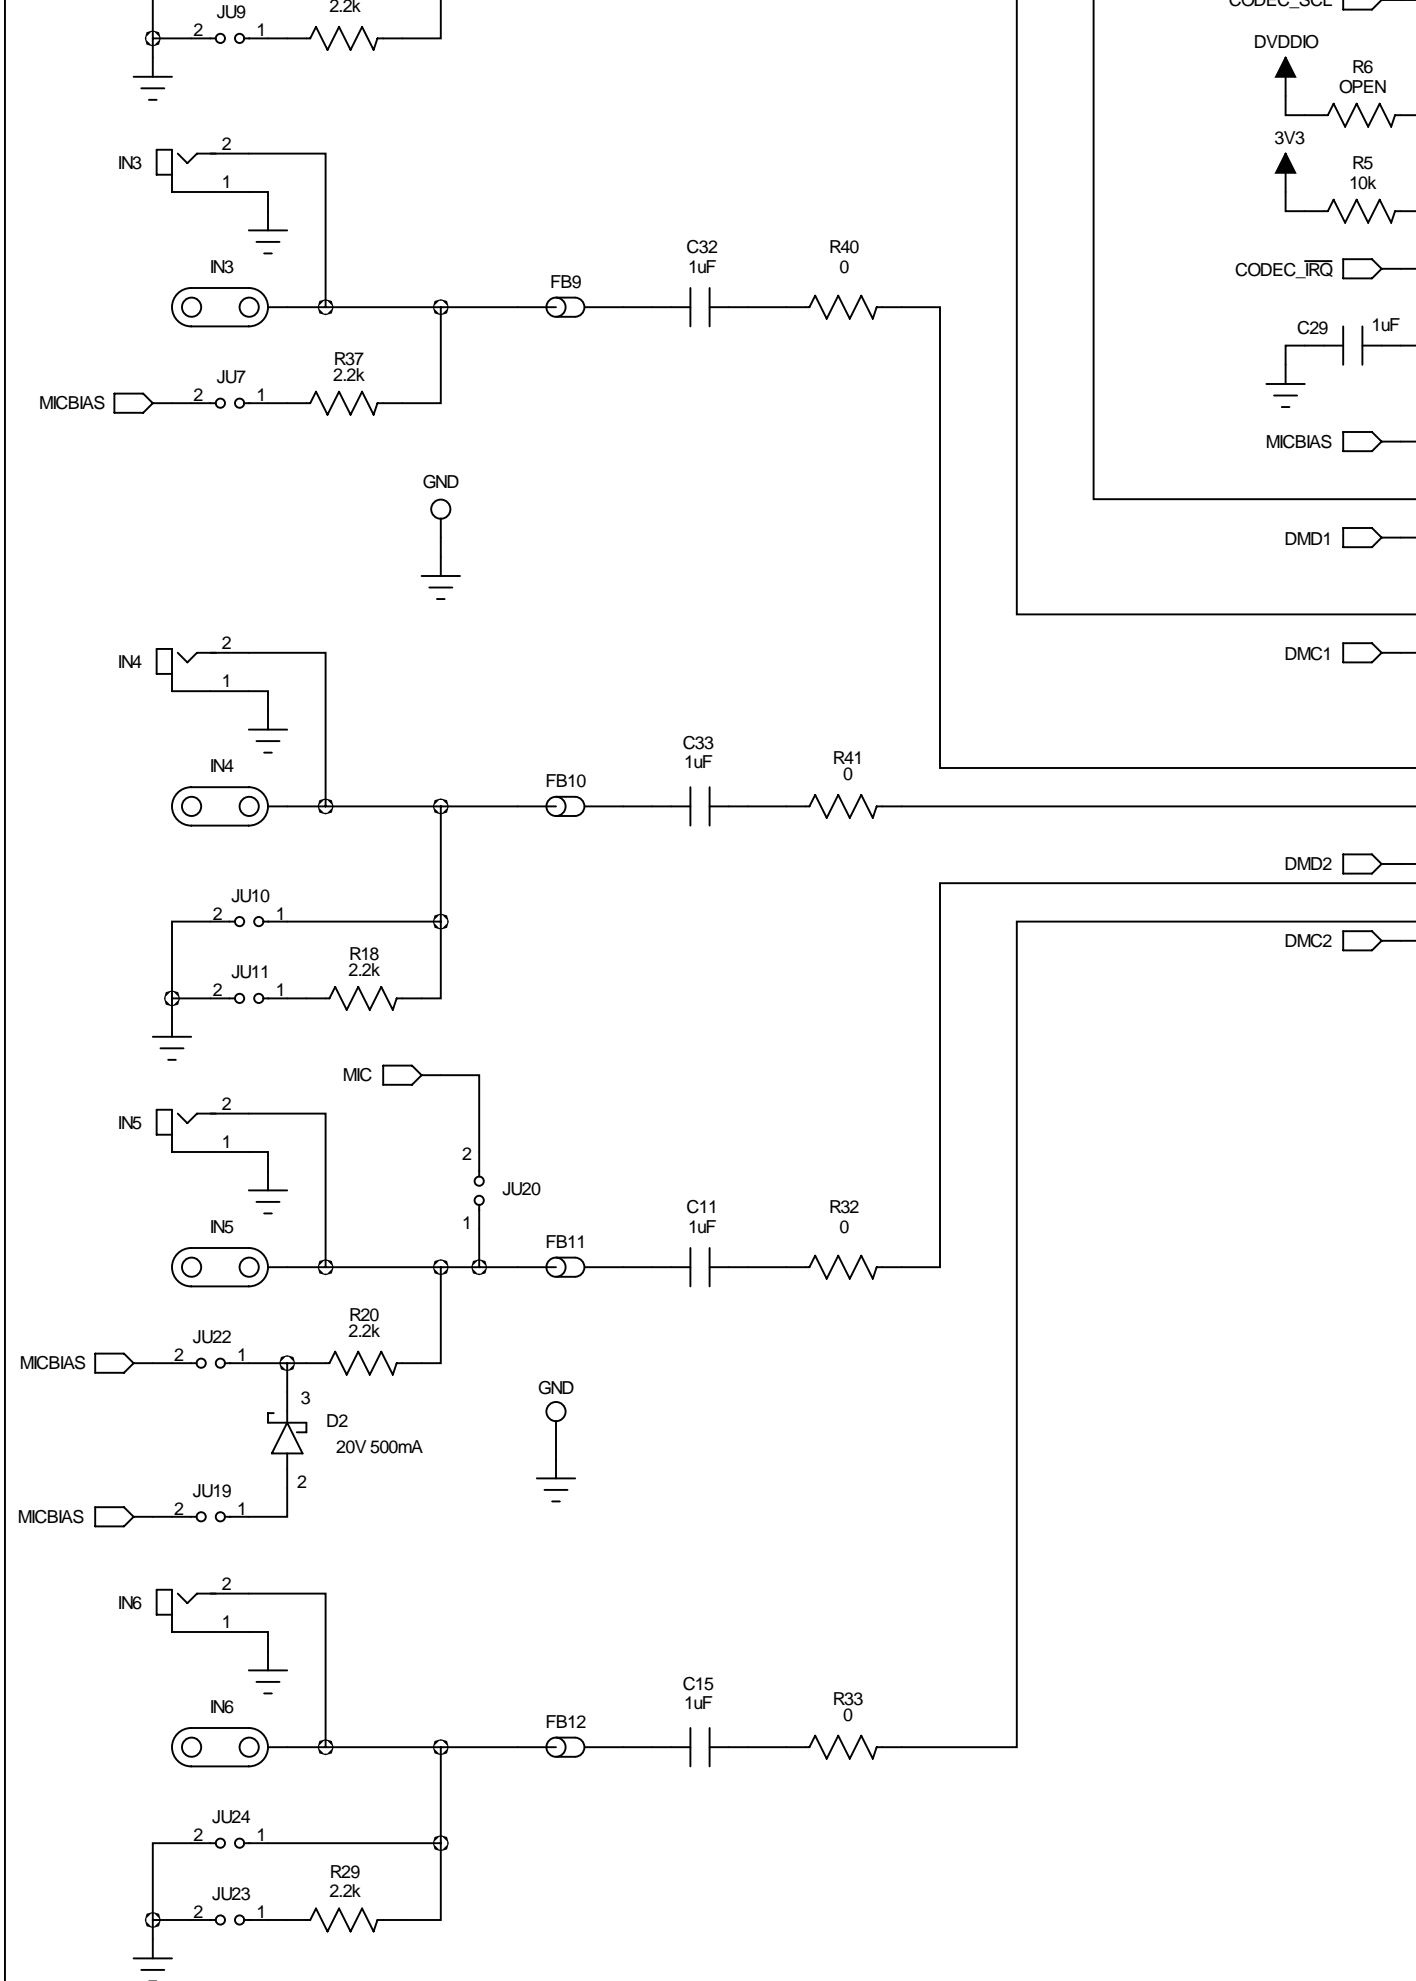 JU9
2.2k
2
1
CODEC_SCL
DVDDIO
R6
OPEN
3V3
R5
10k
IN3
2
1
IN3
FB9
C32
1uF
R40
0
CODEC_IRQ
C29
1uF
MICBIAS
JU7
2
1
R37
2.2k
MICBIAS
GND
DMD1
IN4
2
1
DMC1
IN4
FB10
C33
1uF
R41
0
DMD2
JU10
2
1
DMC2
JU11
2
1
R18
2.2k
MIC
IN5
2
1
2
JU20
1
IN5
FB11
C11
1uF
R32
0
MICBIAS
JU22
2
1
R20
2.2k
3
D2
20V 500mA
2
GND
MICBIAS
JU19
2
1
IN6
2
1
IN6
FB12
C15
1uF
R33
0
JU24
2
1
JU23
2
1
R29
2.2k